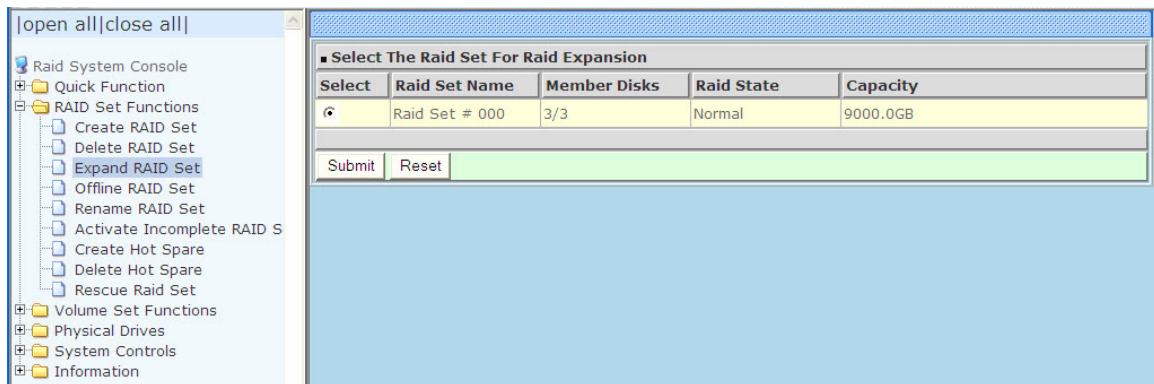 |open all|close all|
Raid System Console
Quick Function
RAID Set Functions
Create RAID Set
Delete RAID Set
Expand RAID Set
Offline RAID Set
Rename RAID Set
Activate Incomplete RAID S
Create Hot Spare
Delete Hot Spare
Rescue Raid Set
Volume Set Functions
Physical Drives
System Controls
Information
Select The Raid Set For Raid Expansion
Select Raid Set Name Member Disks Raid State Capacity
Raid Set # 000 3/3 Normal 9000.0GB
Submit Reset